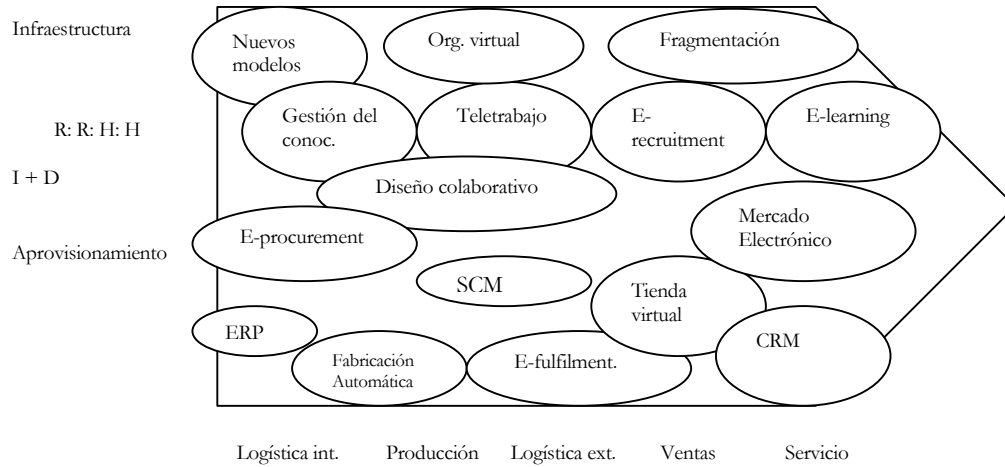 Infraestructura
Nuevos
modelos
Org. virtual
Fragmentación
R: R: H: H
Gestión del
conoc.
Teletrabajo
E-
recruitment
E-learning
I + D
Diseño colaborativo
Mercado
Electrónico
Aprovisionamiento
E-procurement
SCM
Tienda
virtual
ERP
Fabricación
Automática
E-fulfilment.
CRM
Logística int.
Producción
Logística ext.
Ventas
Servicio